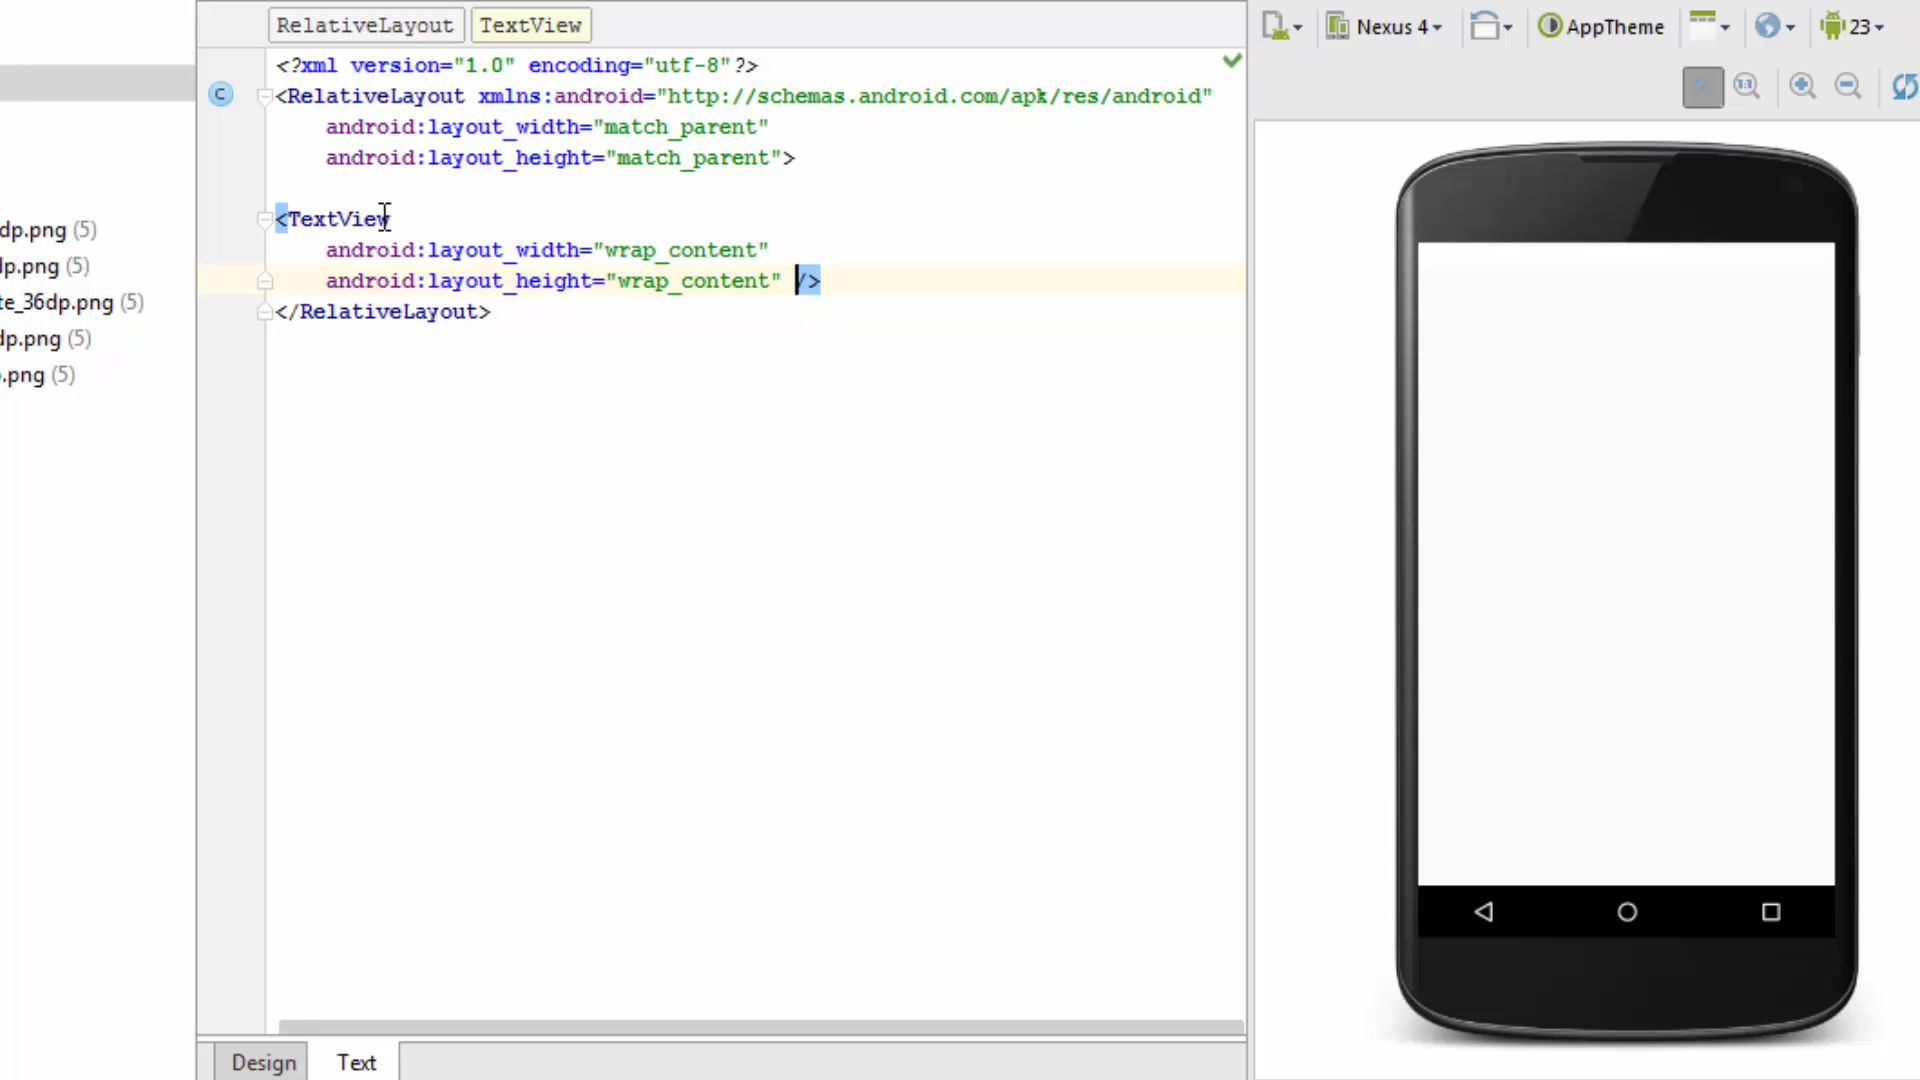 RelativeLayout TextView
Nexus 4 AppTheme 23
<?xml version="1.0" encoding="utf-8"?>
<RelativeLayout xmlns:android="http://schemas.android.com/apk/res/android"
android:layout_width="match_parent"
android:layout_height="match_parent">
<TextView
android:layout_width="wrap_content"
android:layout_height="wrap_content" />
</RelativeLayout>
dp.png (5)
lp.png (5)
te_36dp.png (5)
dp.png (5)
.png (5)
Design Text